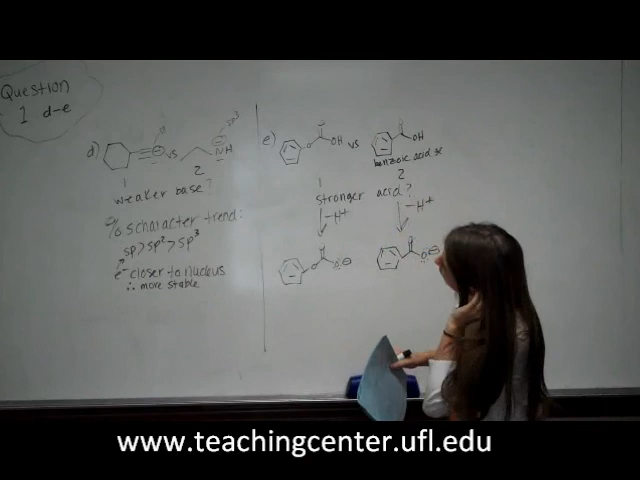 Question
1 d-e
d)
vs
NH
sp³
1
2
weaker base?
% s character trend:
sp > sp² > sp³
e⁻ closer to nucleus
∴ more stable
e)
O
O
OH
vs
O
OH
benzoic acid
1
2
stronger acid?
-H⁺
-H⁺
O
O
O
O
O
www.teachingcenter.ufl.edu